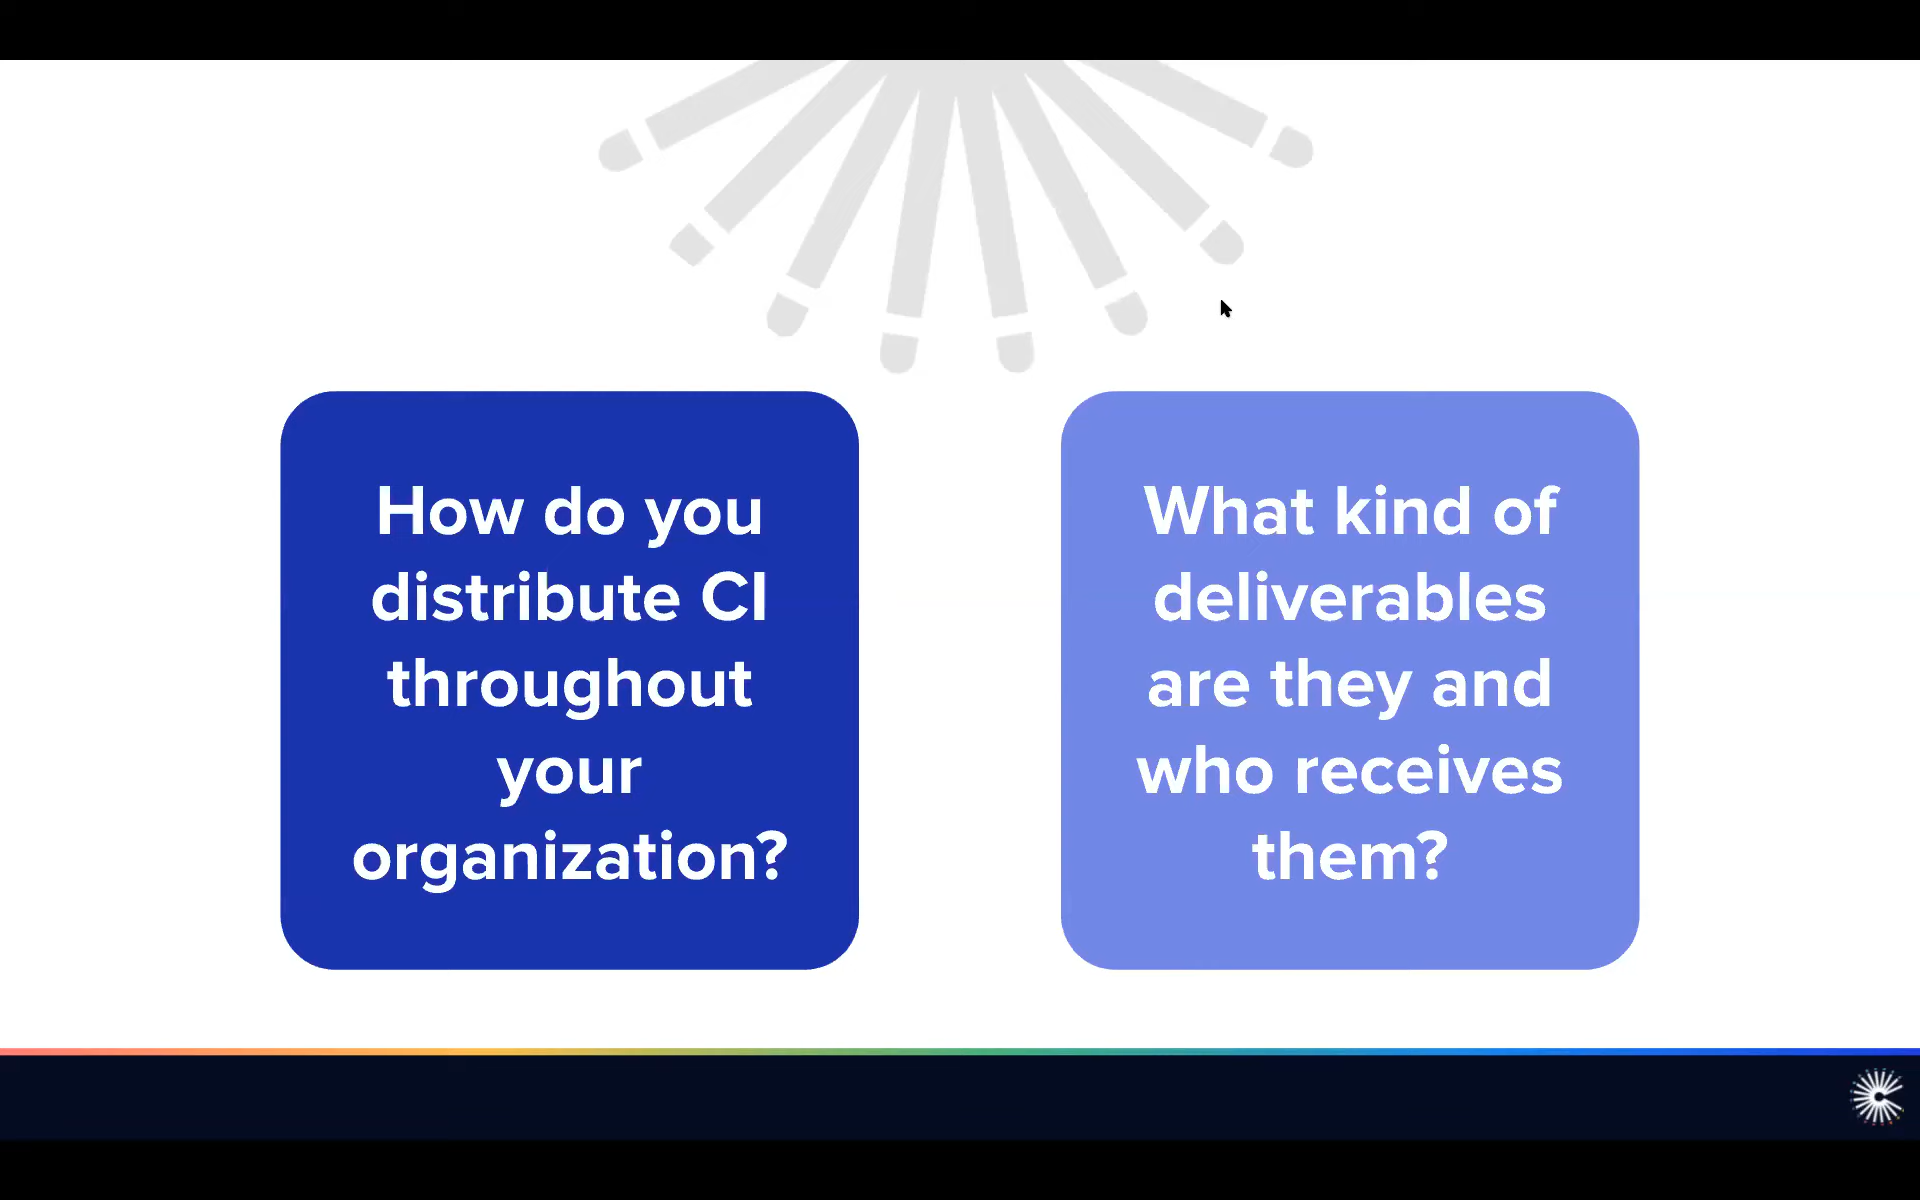 How do you
distribute CI
throughout
your
organization?
What kind of
deliverables
are they and
who receives
them?